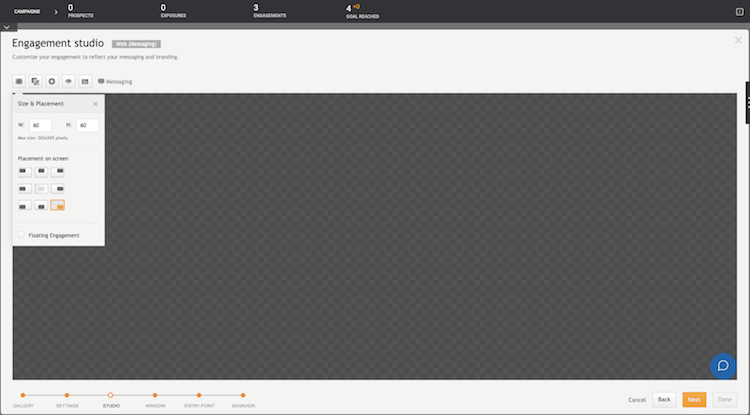 CAMPAIGNS
0
PROSPECTS
0
EXPOSURES
3
ENGAGEMENTS
4 +0
GOAL REACHED
Engagement studio
Web (Messaging)
Customize your engagement to reflect your messaging and branding.
Messaging
Size & Placement
W: 60 H: 60
Max size: 265x265 pixels.
Placement on screen
Floating Engagement
GALLERY SETTINGS STUDIO WINDOW ENTRY POINT BEHAVIOR
Cancel Back Next Done